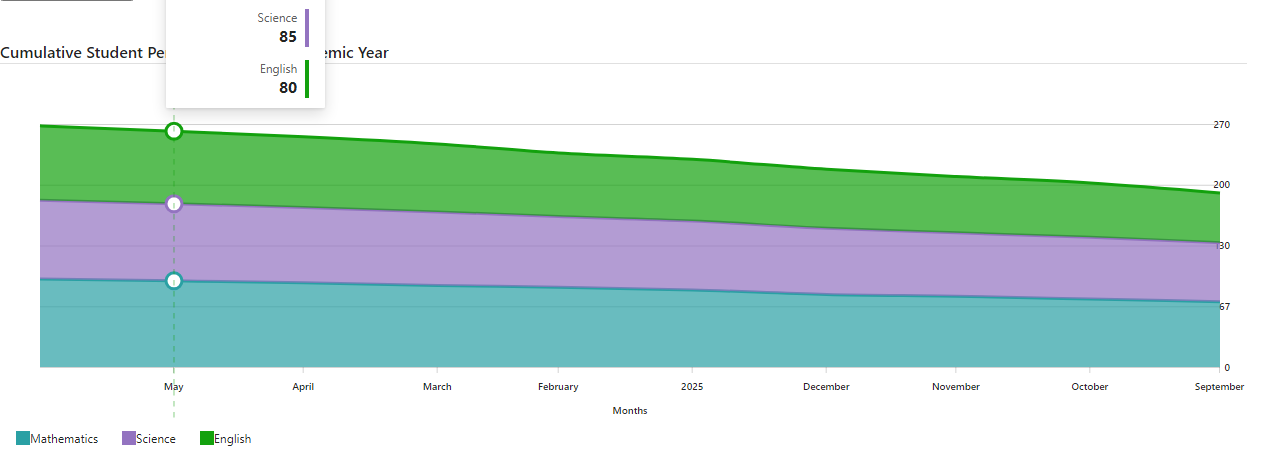 Science
85
English
80
Cumulative Student Pe
emic Year
270
200
130
67
0
May April March February 2025 December November October September
Months
Mathematics Science English